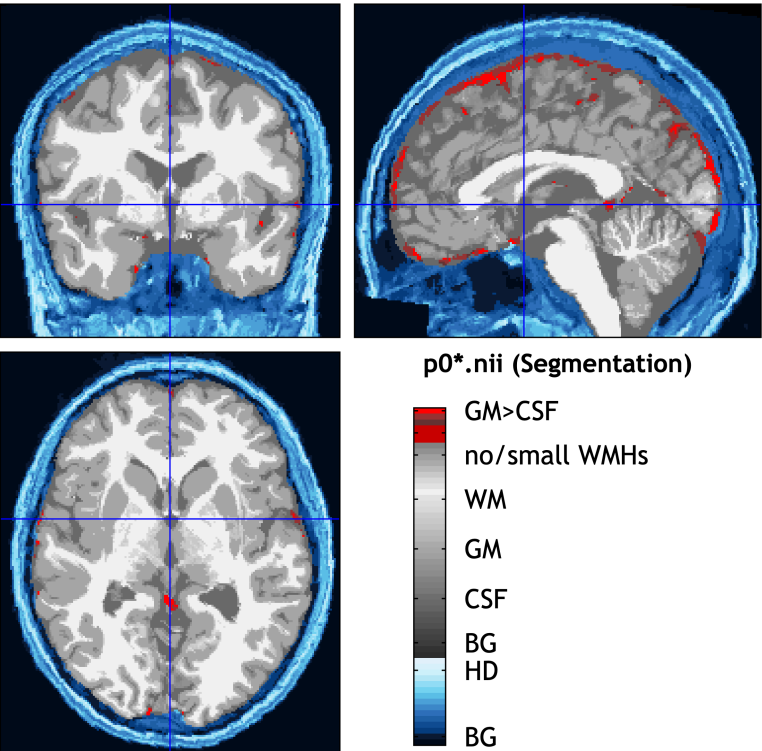 p0*.nii (Segmentation)
GM>CSF
no/small WMHs
WM
GM
CSF
BG
HD
BG